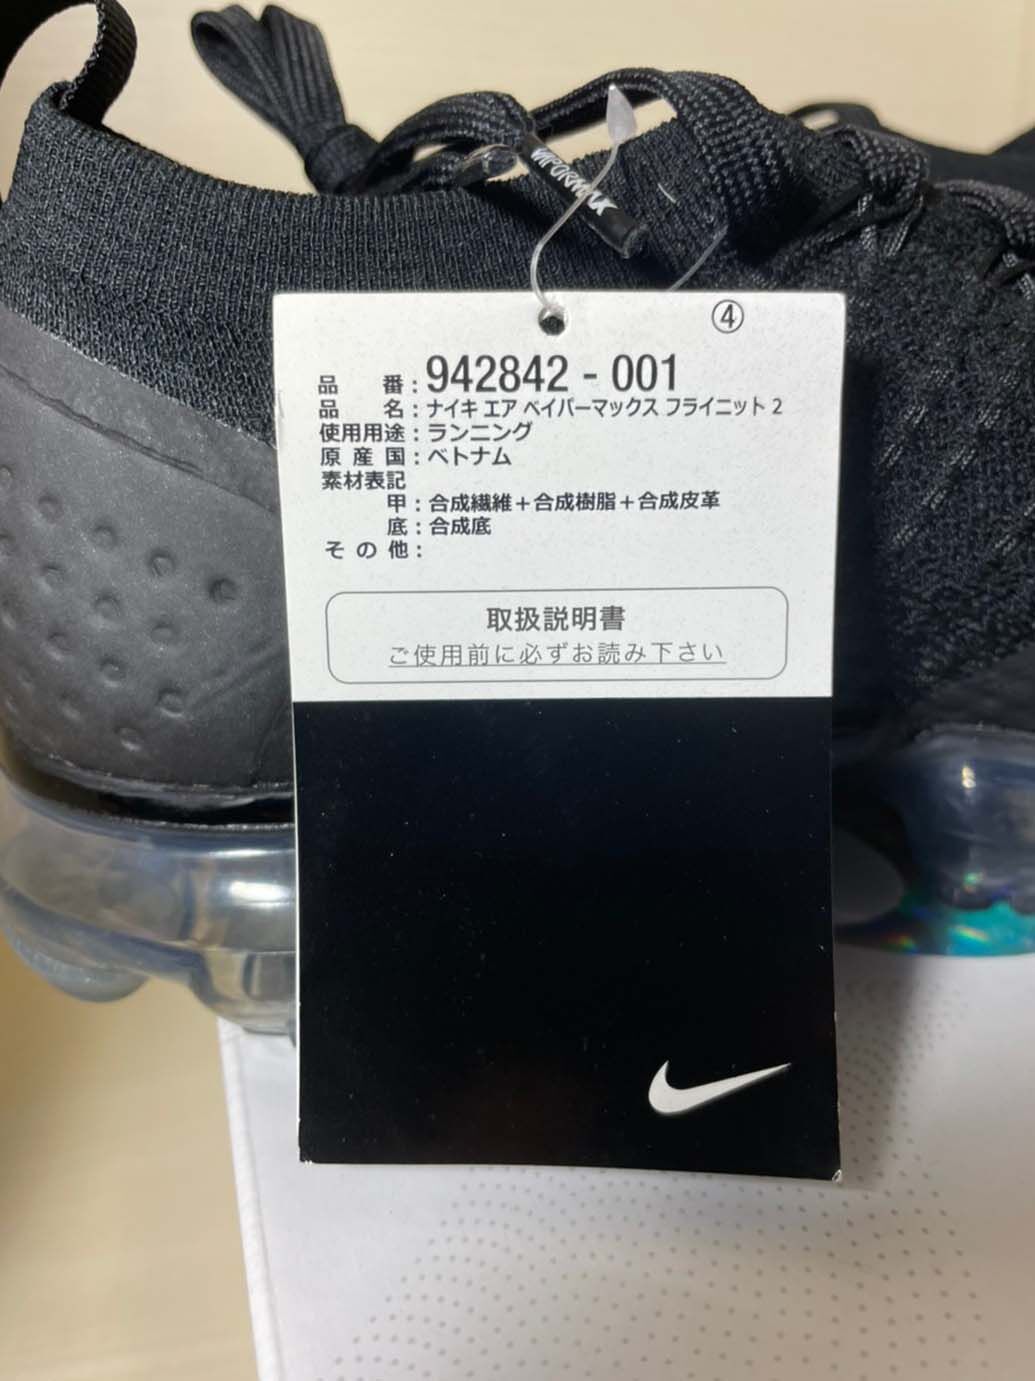 VAPORMAX
④
品番：942842 - 001
品名：ナイキ エア ベイパーマックス フライニット 2
使用用途：ランニング
原産国：ベトナム
素材表記
甲：合成繊維＋合成樹脂＋合成皮革
底：合成底
その他：
取扱説明書
ご使用前に必ずお読み下さい